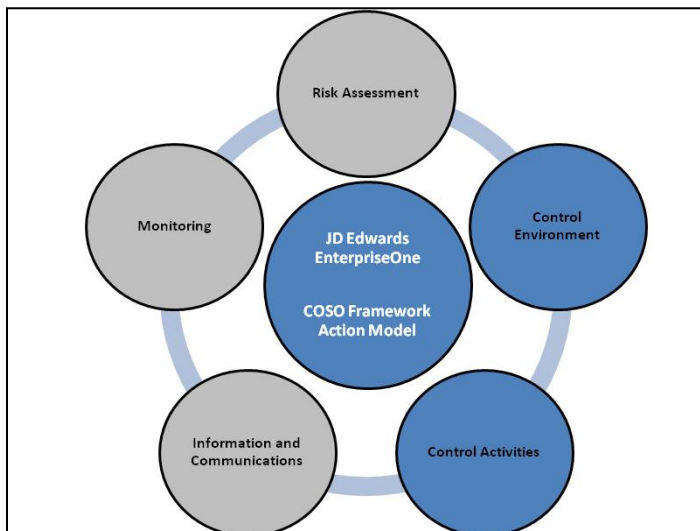 Risk Assessment
Control
Environment
Control Activities
Information and
Communications
Monitoring
JD Edwards
EnterpriseOne
COSO Framework
Action Model